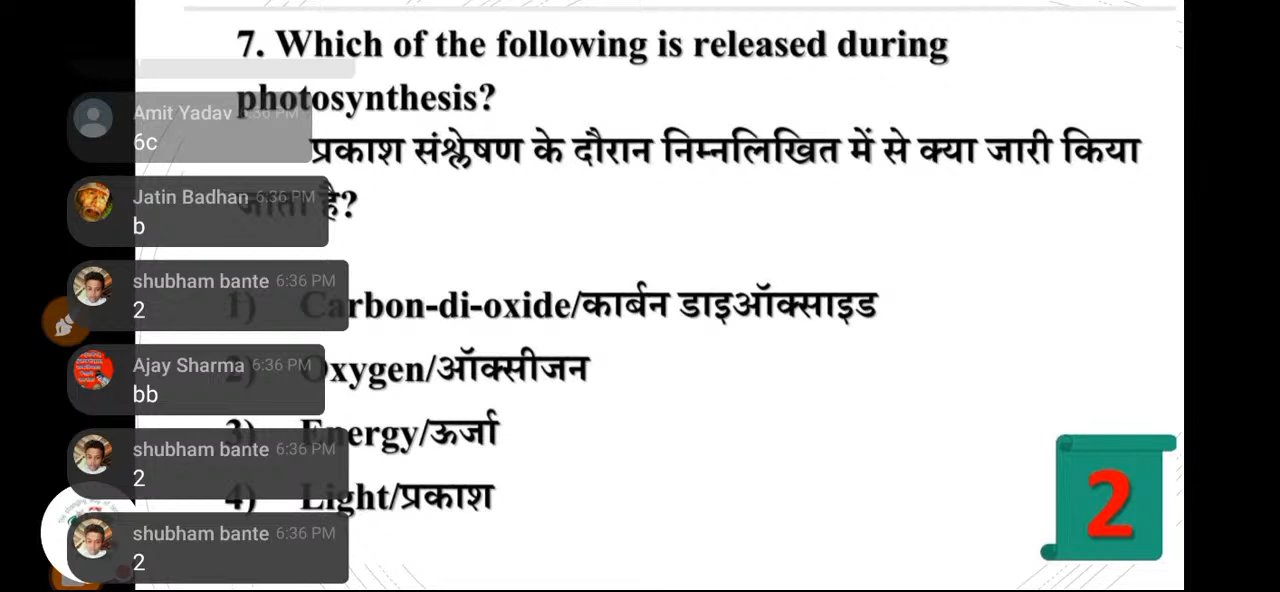 7. Which of the following is released during
photosynthesis?
प्रकाश संश्लेषण के दौरान निम्नलिखित में से क्या जारी किया
जाता है?
1) Carbon-di-oxide/कार्बन डाइऑक्साइड
2) Oxygen/ऑक्सीजन
3) Energy/ऊर्जा
4) Light/प्रकाश
2
Amit Yadav 6:36 PM
6c
Jatin Badhan 6:36 PM
b
shubham bante 6:36 PM
2
Ajay Sharma 6:36 PM
bb
shubham bante 6:36 PM
2
shubham bante 6:36 PM
2